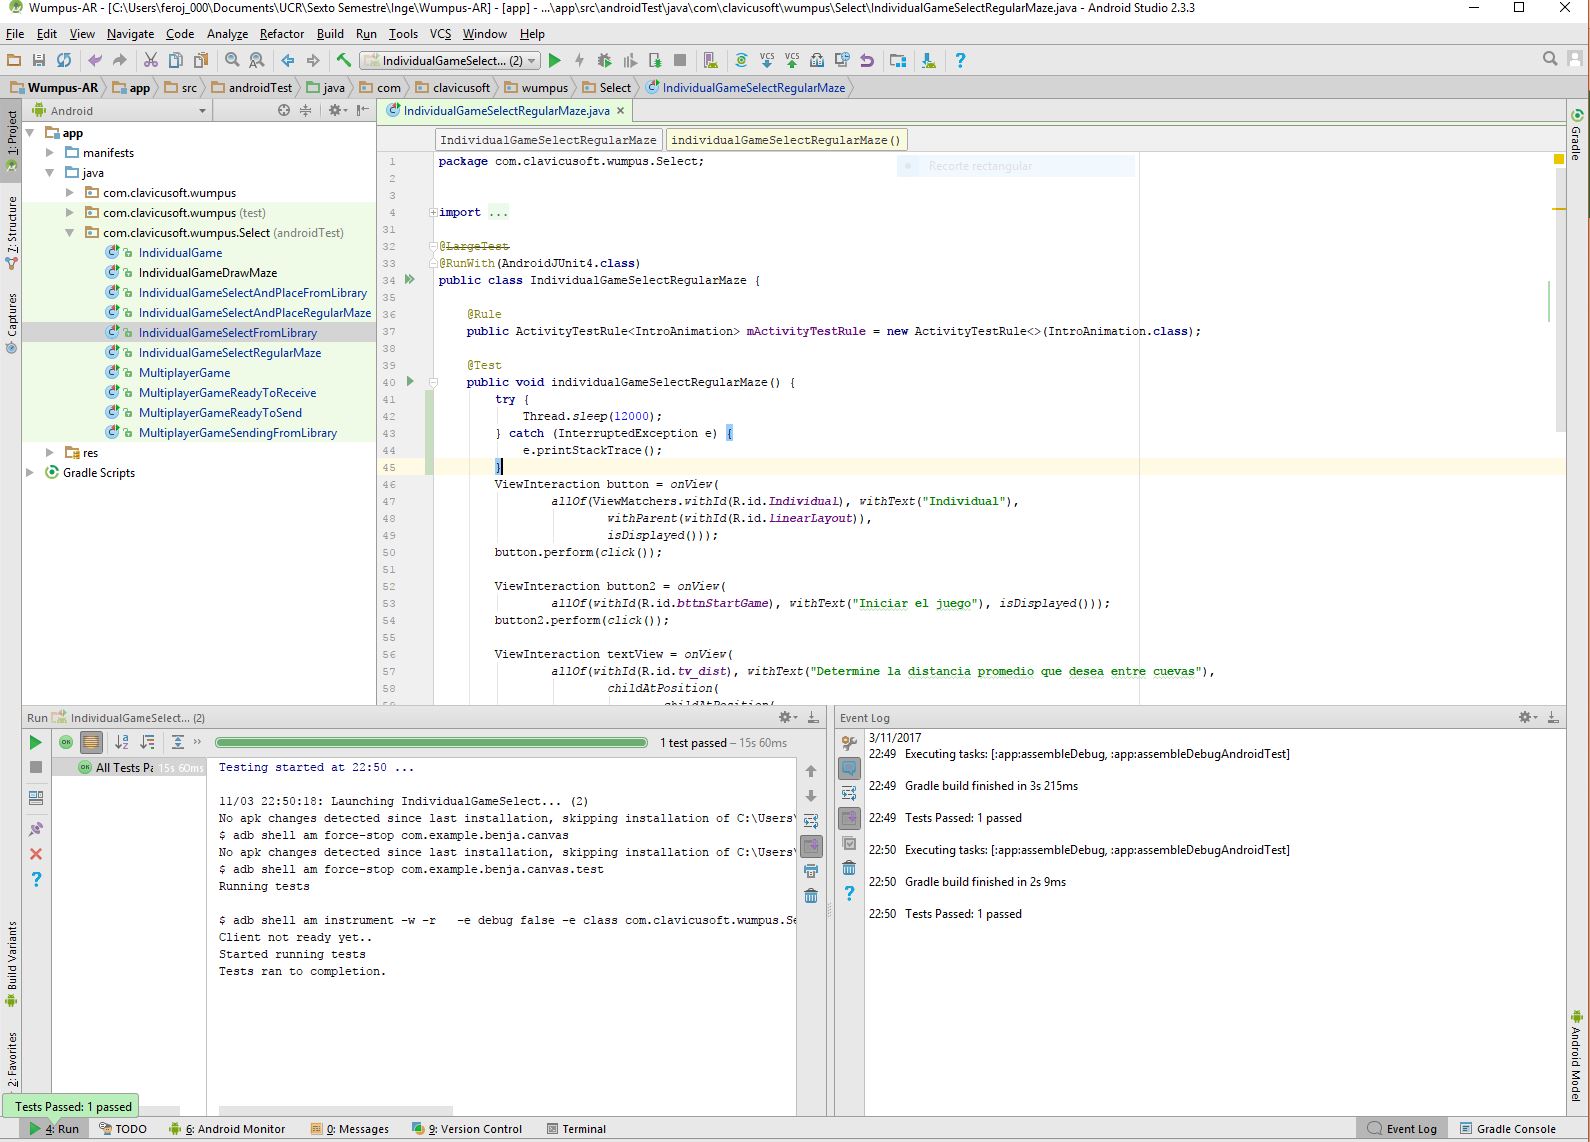 Wumpus-AR - [C:\Users\feroj_000\Documents\UCR\Sexto Semestre\Inge\Wumpus-AR] - [app] - ...\app\src\androidTest\java\com\clavicusoft\wumpus\Select\IndividualGameSelectRegularMaze.java - Android Studio 2.3.3
File Edit View Navigate Code Analyze Refactor Build Run Tools VCS Window Help
IndividualGameSelect... (2)
VCS VCS
Wumpus-AR app src androidTest java com clavicusoft wumpus Select IndividualGameSelectRegularMaze
1: Project
7: Structure
Captures
Build Variants
2: Favorites
Android
app
manifests
java
com.clavicusoft.wumpus
com.clavicusoft.wumpus (test)
com.clavicusoft.wumpus.Select (androidTest)
IndividualGame
IndividualGameDrawMaze
IndividualGameSelectAndPlaceFromLibrary
IndividualGameSelectAndPlaceRegularMaze
IndividualGameSelectFromLibrary
IndividualGameSelectRegularMaze
MultiplayerGame
MultiplayerGameReadyToReceive
MultiplayerGameReadyToSend
MultiplayerGameSendingFromLibrary
res
Gradle Scripts
IndividualGameSelectRegularMaze.java
IndividualGameSelectRegularMaze individualGameSelectRegularMaze()
Recorte rectangular
1 package com.clavicusoft.wumpus.Select;
2
3
4 import ...
31
32 @LargeTest
33 @RunWith(AndroidJUnit4.class)
34 public class IndividualGameSelectRegularMaze {
35
36 @Rule
37 public ActivityTestRule<IntroAnimation> mActivityTestRule = new ActivityTestRule<>(IntroAnimation.class);
38
39 @Test
40 public void individualGameSelectRegularMaze() {
41 try {
42 Thread.sleep(12000);
43 } catch (InterruptedException e) {
44 e.printStackTrace();
45 }
46 ViewInteraction button = onView(
47 allOf(ViewMatchers.withId(R.id.Individual), withText("Individual"),
48 withParent(withId(R.id.linearLayout)),
49 isDisplayed()));
50 button.perform(click());
51
52 ViewInteraction button2 = onView(
53 allOf(withId(R.id.bttnStartGame), withText("Iniciar el juego"), isDisplayed()));
54 button2.perform(click());
55
56 ViewInteraction textView = onView(
57 allOf(withId(R.id.tv_dist), withText("Determine la distancia promedio que desea entre cuevas"),
58 childAtPosition(
Gradle
Android Model
Run IndividualGameSelect... (2)
1 test passed – 15s 60ms
All Tests Pa 15s 60ms
Testing started at 22:50 ...
11/03 22:50:18: Launching IndividualGameSelect... (2)
No apk changes detected since last installation, skipping installation of C:\Users\
$ adb shell am force-stop com.example.benja.canvas
No apk changes detected since last installation, skipping installation of C:\Users\
$ adb shell am force-stop com.example.benja.canvas.test
Running tests
$ adb shell am instrument -w -r -e debug false -e class com.clavicusoft.wumpus.Se
Client not ready yet..
Started running tests
Tests ran to completion.
Event Log
3/11/2017
22:49 Executing tasks: [:app:assembleDebug, :app:assembleDebugAndroidTest]
22:49 Gradle build finished in 3s 215ms
22:49 Tests Passed: 1 passed
22:50 Executing tasks: [:app:assembleDebug, :app:assembleDebugAndroidTest]
22:50 Gradle build finished in 2s 9ms
22:50 Tests Passed: 1 passed
Tests Passed: 1 passed
4: Run TODO 6: Android Monitor 0: Messages 9: Version Control Terminal Event Log Gradle Console